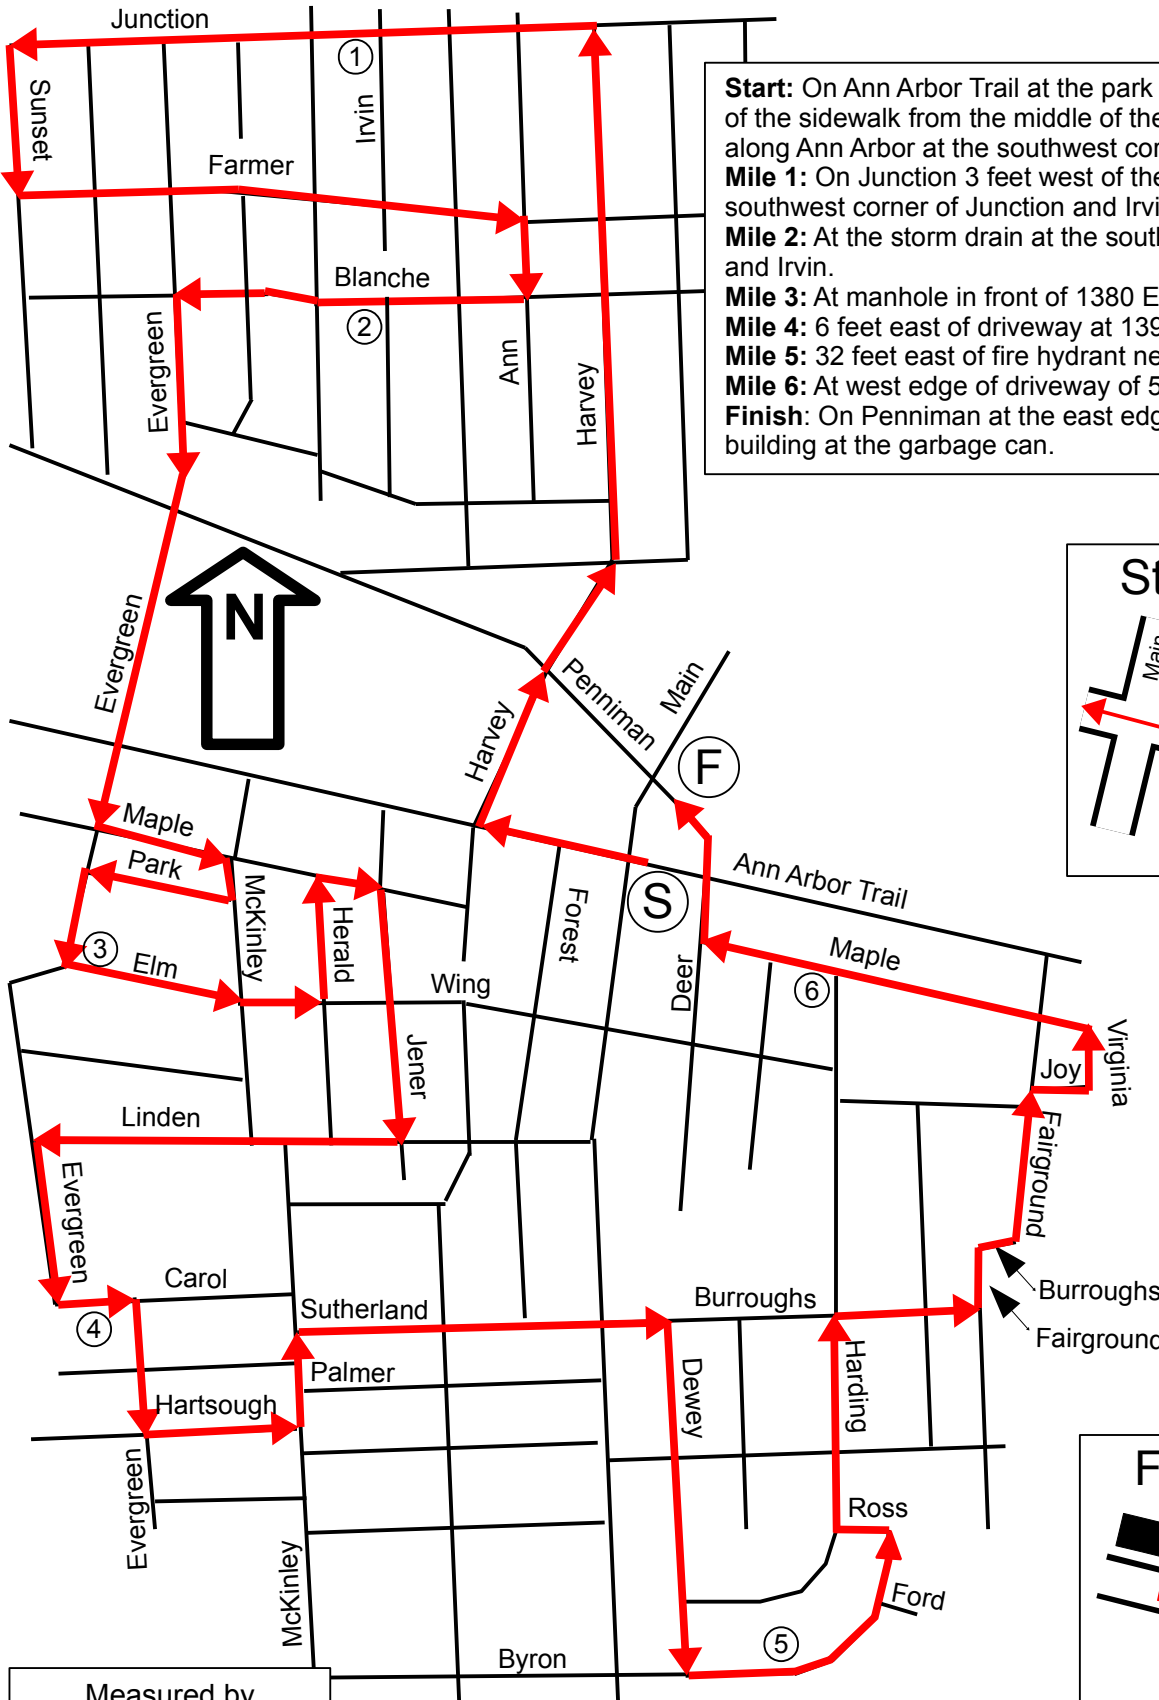 Junction
1
Sunset
Irvin
Farmer
Start: On Ann Arbor Trail at the park
of the sidewalk from the middle of the
along Ann Arbor at the southwest cor
Mile 1: On Junction 3 feet west of the
southwest corner of Junction and Irvi
Mile 2: At the storm drain at the south
and Irvin.
Mile 3: At manhole in front of 1380 E
Mile 4: 6 feet east of driveway at 139
Mile 5: 32 feet east of fire hydrant ne
Mile 6: At west edge of driveway of 5
Finish: On Penniman at the east edg
building at the garbage can.
Blanche
2
Evergreen
Ann
Harvey
N
Evergreen
St
Main
Penniman
Main
Harvey
F
Maple
Park
McKinley
Herald
S
Forest
Ann Arbor Trail
3
Elm
Wing
Deer
Maple
6
Jener
Joy
Virginia
Linden
Evergreen
Fairground
Carol
4
Sutherland
Burroughs
Burroughs
Fairground
Palmer
Hartsough
Dewey
Harding
Evergreen
McKinley
Ross
Ford
F
5
Byron
Measured by